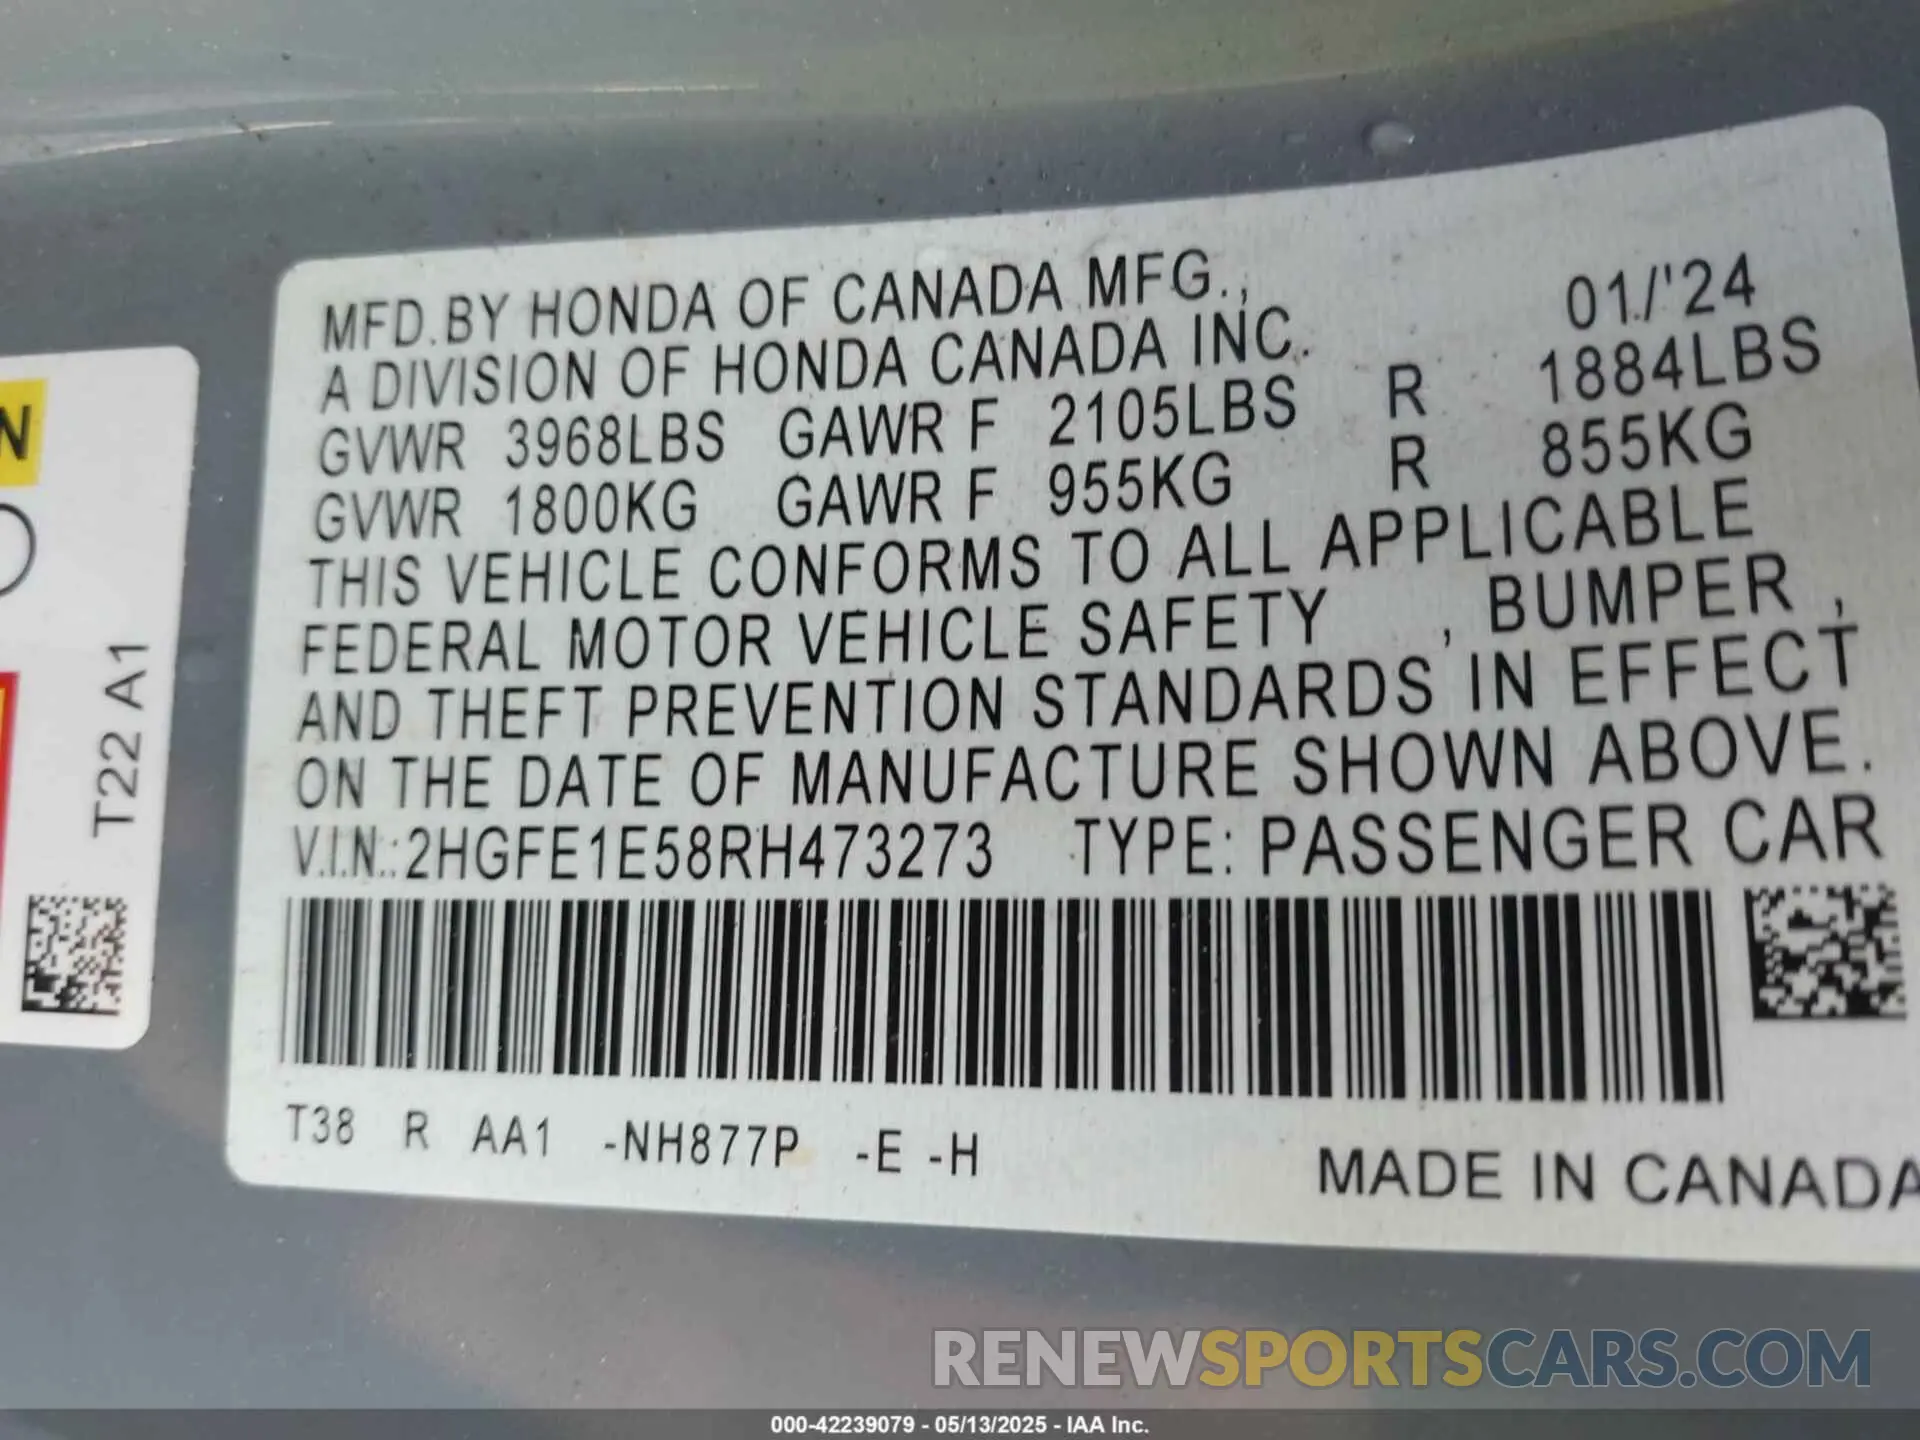 MFD.BY HONDA OF CANADA MFG., 01/'24
A DIVISION OF HONDA CANADA INC.
GVWR 3968LBS GAWR F 2105LBS R 1884LBS
GVWR 1800KG GAWR F 955KG R 855KG
THIS VEHICLE CONFORMS TO ALL APPLICABLE
FEDERAL MOTOR VEHICLE SAFETY , BUMPER ,
AND THEFT PREVENTION STANDARDS IN EFFECT
ON THE DATE OF MANUFACTURE SHOWN ABOVE.
V.I.N.:2HGFE1E58RH473273 TYPE: PASSENGER CAR
T38 R AA1 -NH877P -E -H
MADE IN CANADA
N
T22 A1
RENEWSPORTSCARS.COM
000-42239079 - 05/13/2025 - IAA Inc.